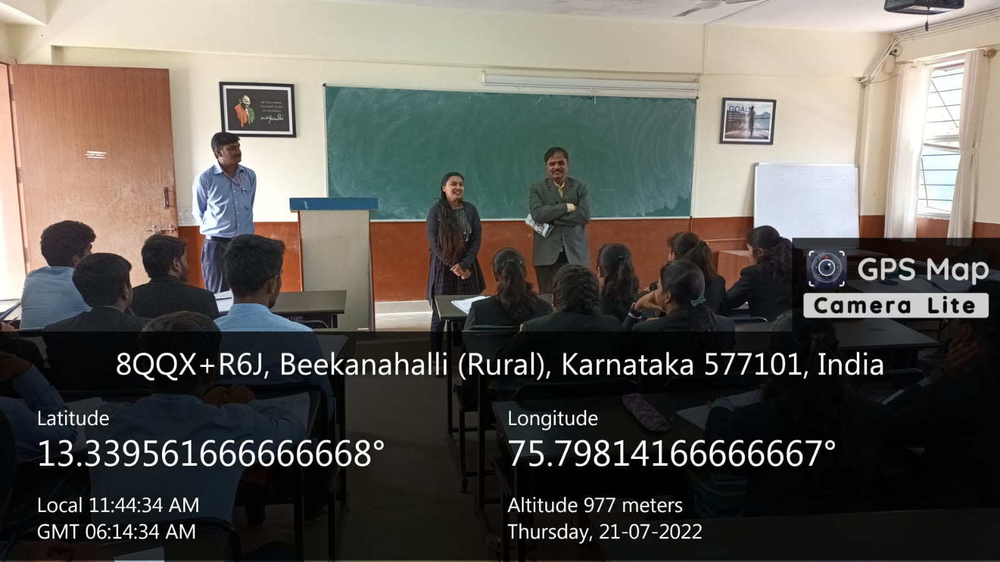 BE THE CHANGE
YOU WANT TO SEE
IN THE WORLD
GOALS
GPS Map
Camera Lite
8QQX+R6J, Beekanahalli (Rural), Karnataka 577101, India
Latitude
13.339561666666668°
Longitude
75.79814166666667°
Local 11:44:34 AM
GMT 06:14:34 AM
Altitude 977 meters
Thursday, 21-07-2022